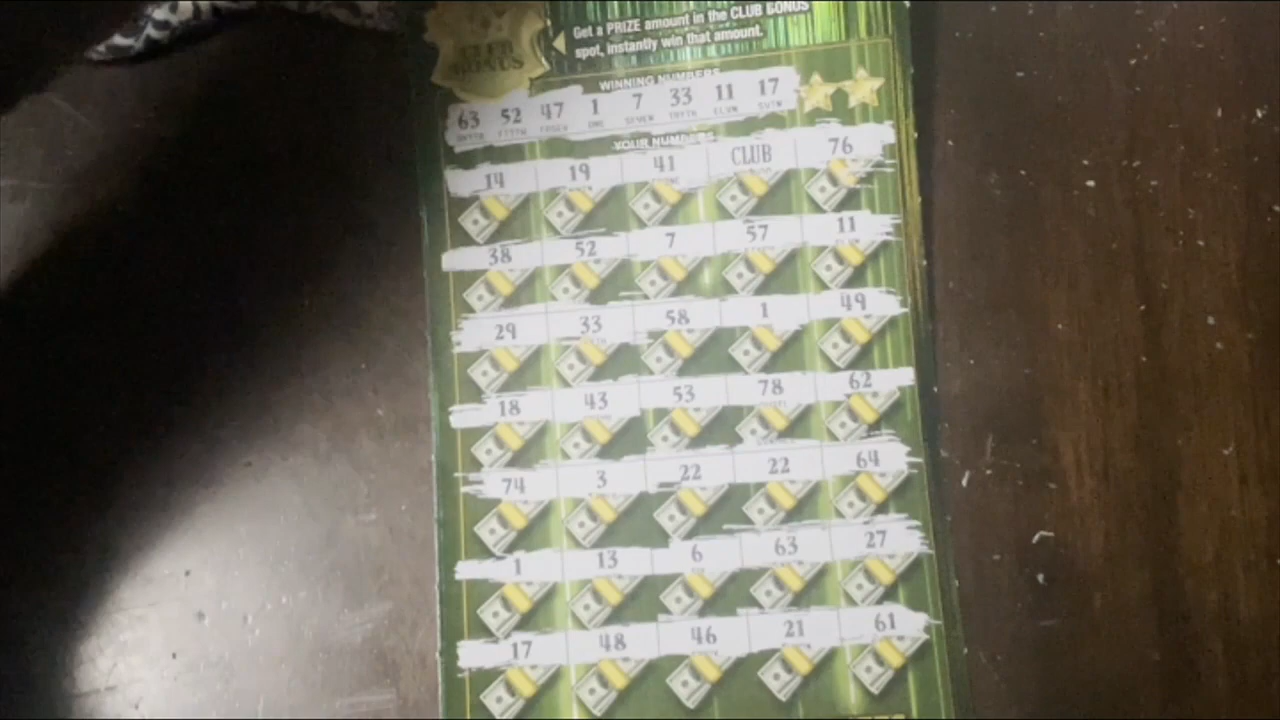 Get a PRIZE amount in the CLUB BONUS
spot, instantly win that amount.
BONUS
WINNING NUMBERS
63 52 47 1 7 33 11 17
YOUR NUMBERS
14 19 41 CLUB 76
38 52 7 57 11
29 33 58 1 49
18 43 53 78 62
74 3 22 22 64
1 13 6 63 27
17 48 46 21 61